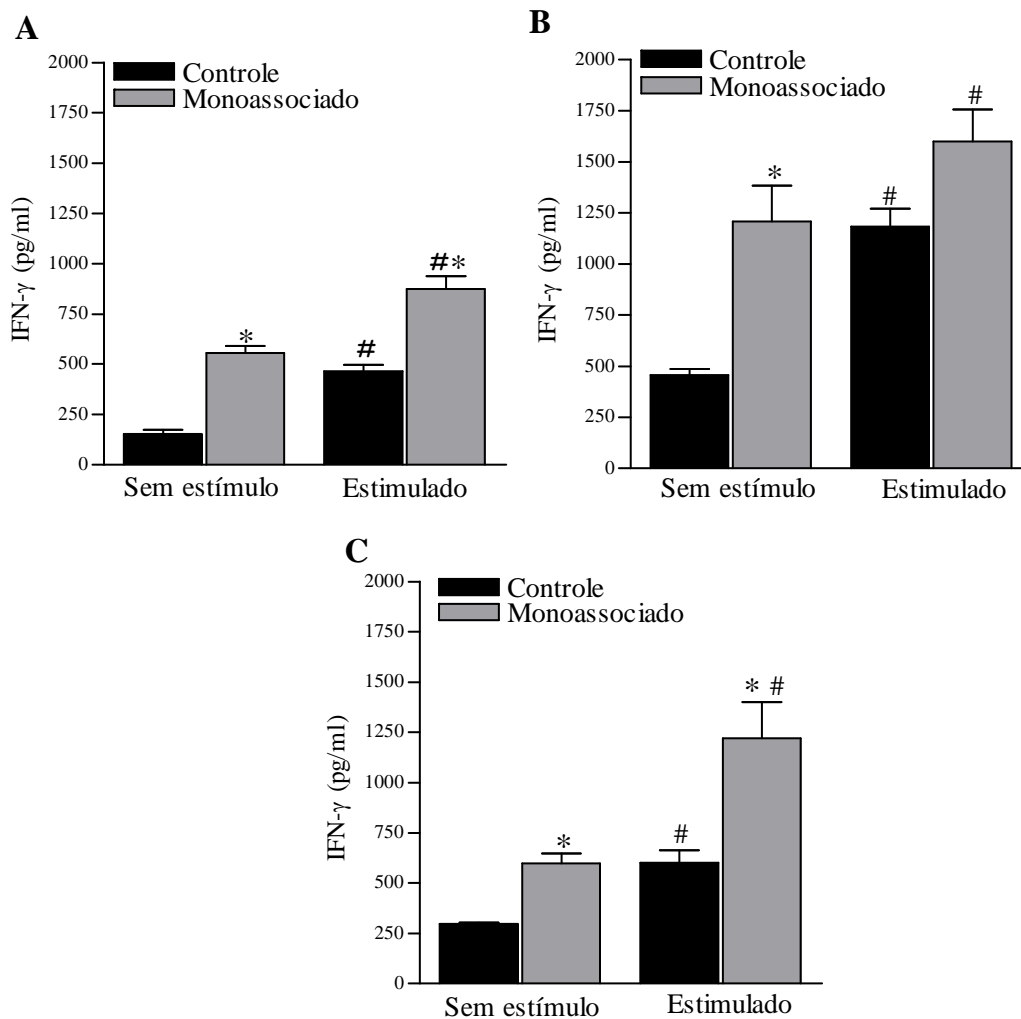 A
IFN-γ (pg/ml)
2000
1750
1500
1250
1000
750
500
250
0
Controle
Monoassociado
*
#
#*
Sem estímulo
Estimulado
B
IFN-γ (pg/ml)
2000
1750
1500
1250
1000
750
500
250
0
Controle
Monoassociado
*
#
#
Sem estímulo
Estimulado
C
IFN-γ (pg/ml)
2000
1750
1500
1250
1000
750
500
250
0
Controle
Monoassociado
*
#
* #
Sem estímulo
Estimulado